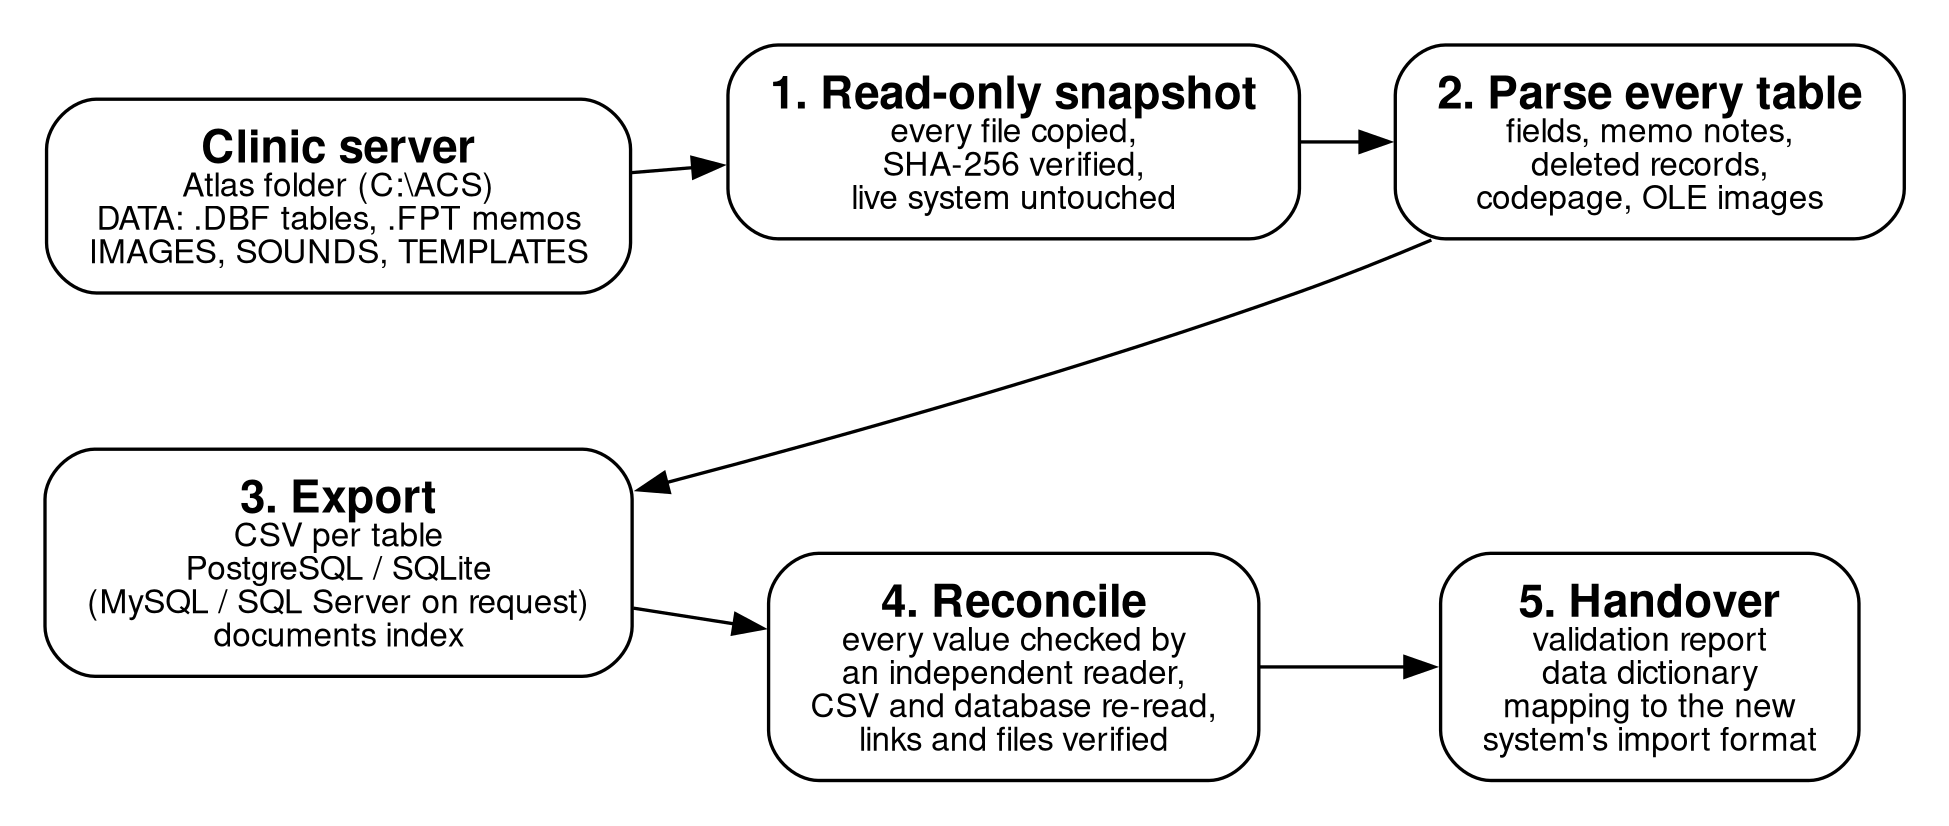 Clinic server
Atlas folder (C:\ACS)
DATA: .DBF tables, .FPT memos
IMAGES, SOUNDS, TEMPLATES
1. Read-only snapshot
every file copied,
SHA-256 verified,
live system untouched
2. Parse every table
fields, memo notes,
deleted records,
codepage, OLE images
3. Export
CSV per table
PostgreSQL / SQLite
(MySQL / SQL Server on request)
documents index
4. Reconcile
every value checked by
an independent reader,
CSV and database re-read,
links and files verified
5. Handover
validation report
data dictionary
mapping to the new
system's import format